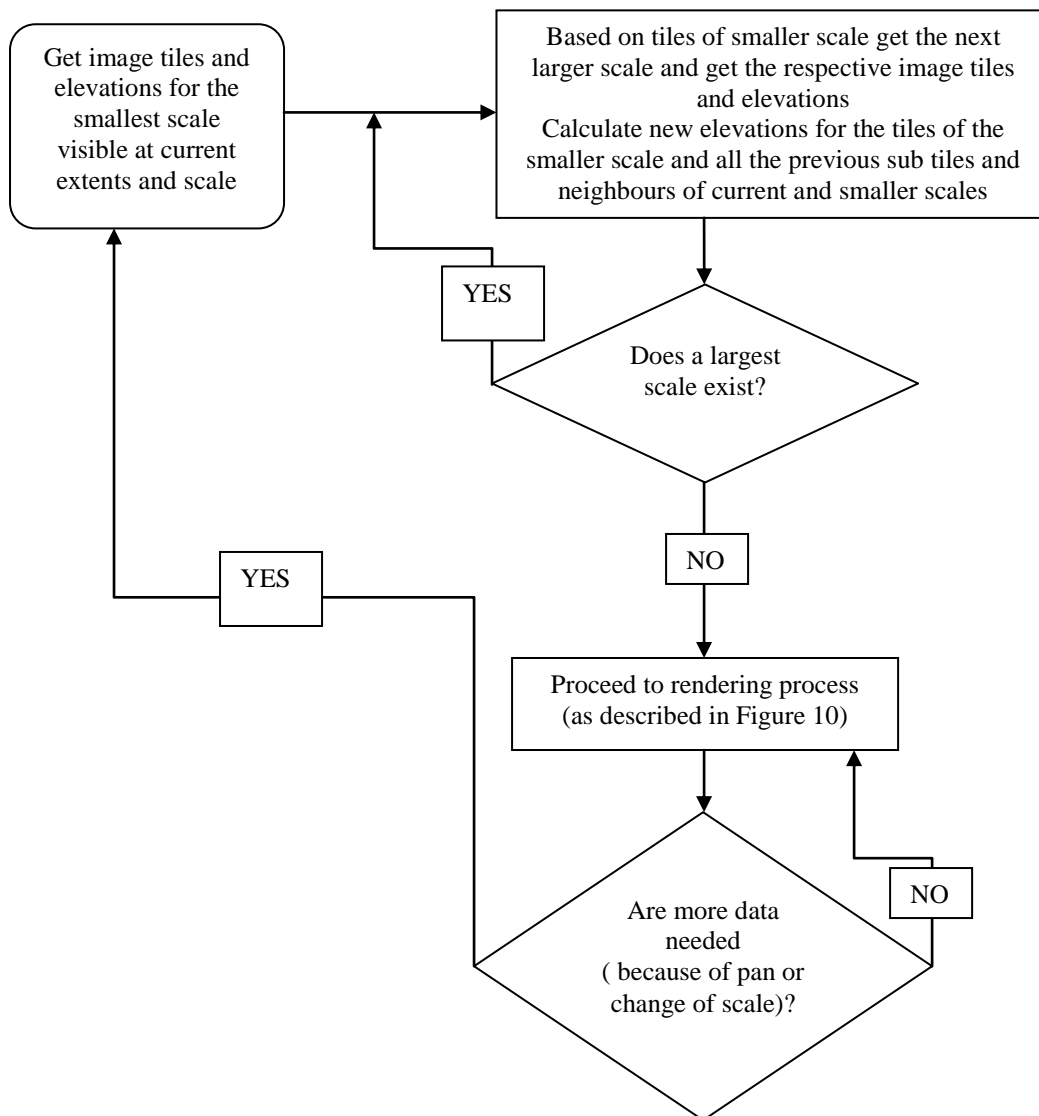 Get image tiles and
elevations for the
smallest scale
visible at current
extents and scale
Based on tiles of smaller scale get the next
larger scale and get the respective image tiles
and elevations
Calculate new elevations for the tiles of the
smaller scale and all the previous sub tiles and
neighbours of current and smaller scales
YES
Does a largest
scale exist?
NO
YES
Proceed to rendering process
(as described in Figure 10)
NO
Are more data
needed
( because of pan or
change of scale)?